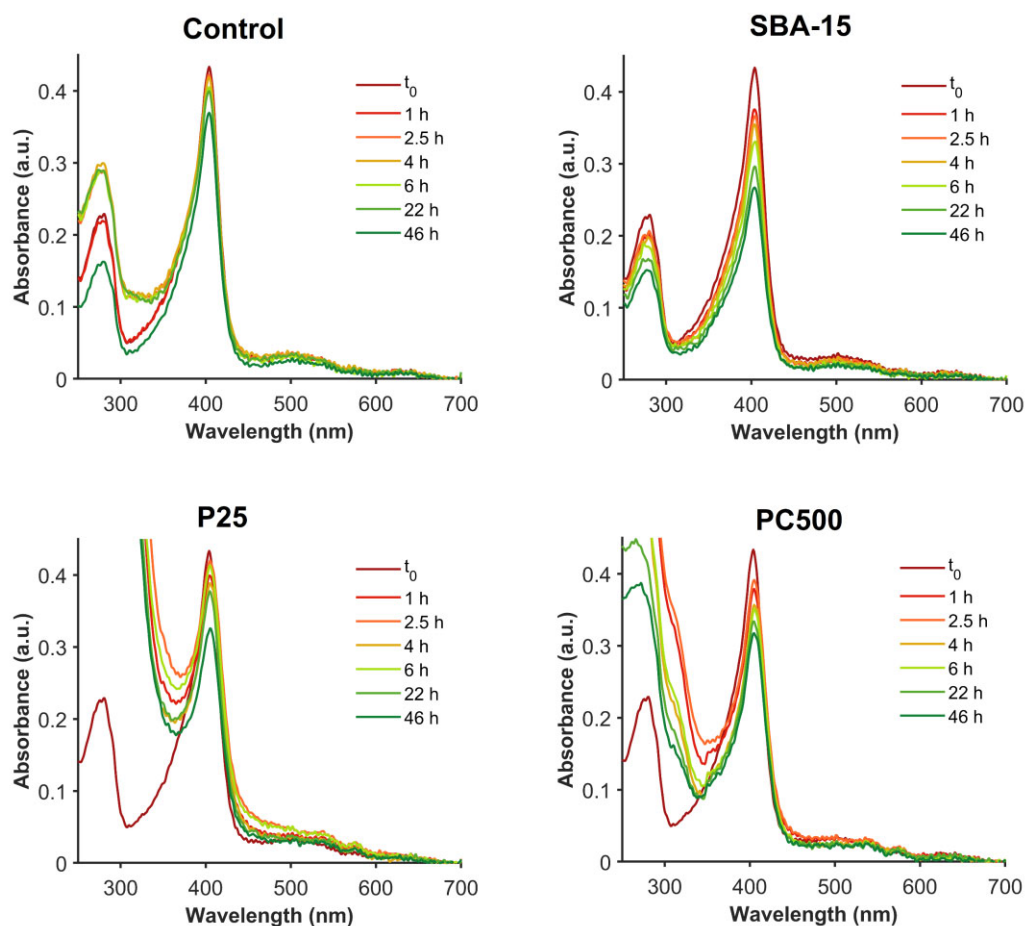 Control
Absorbance (a.u.)
0.4
0.3
0.2
0.1
0
t0
1 h
2.5 h
4 h
6 h
22 h
46 h
300 400 500 600 700
Wavelength (nm)
SBA-15
Absorbance (a.u.)
0.4
0.3
0.2
0.1
0
t0
1 h
2.5 h
4 h
6 h
22 h
46 h
300 400 500 600 700
Wavelength (nm)
P25
Absorbance (a.u.)
0.4
0.3
0.2
0.1
0
t0
1 h
2.5 h
4 h
6 h
22 h
46 h
300 400 500 600 700
Wavelength (nm)
PC500
Absorbance (a.u.)
0.4
0.3
0.2
0.1
0
t0
1 h
2.5 h
4 h
6 h
22 h
46 h
300 400 500 600 700
Wavelength (nm)